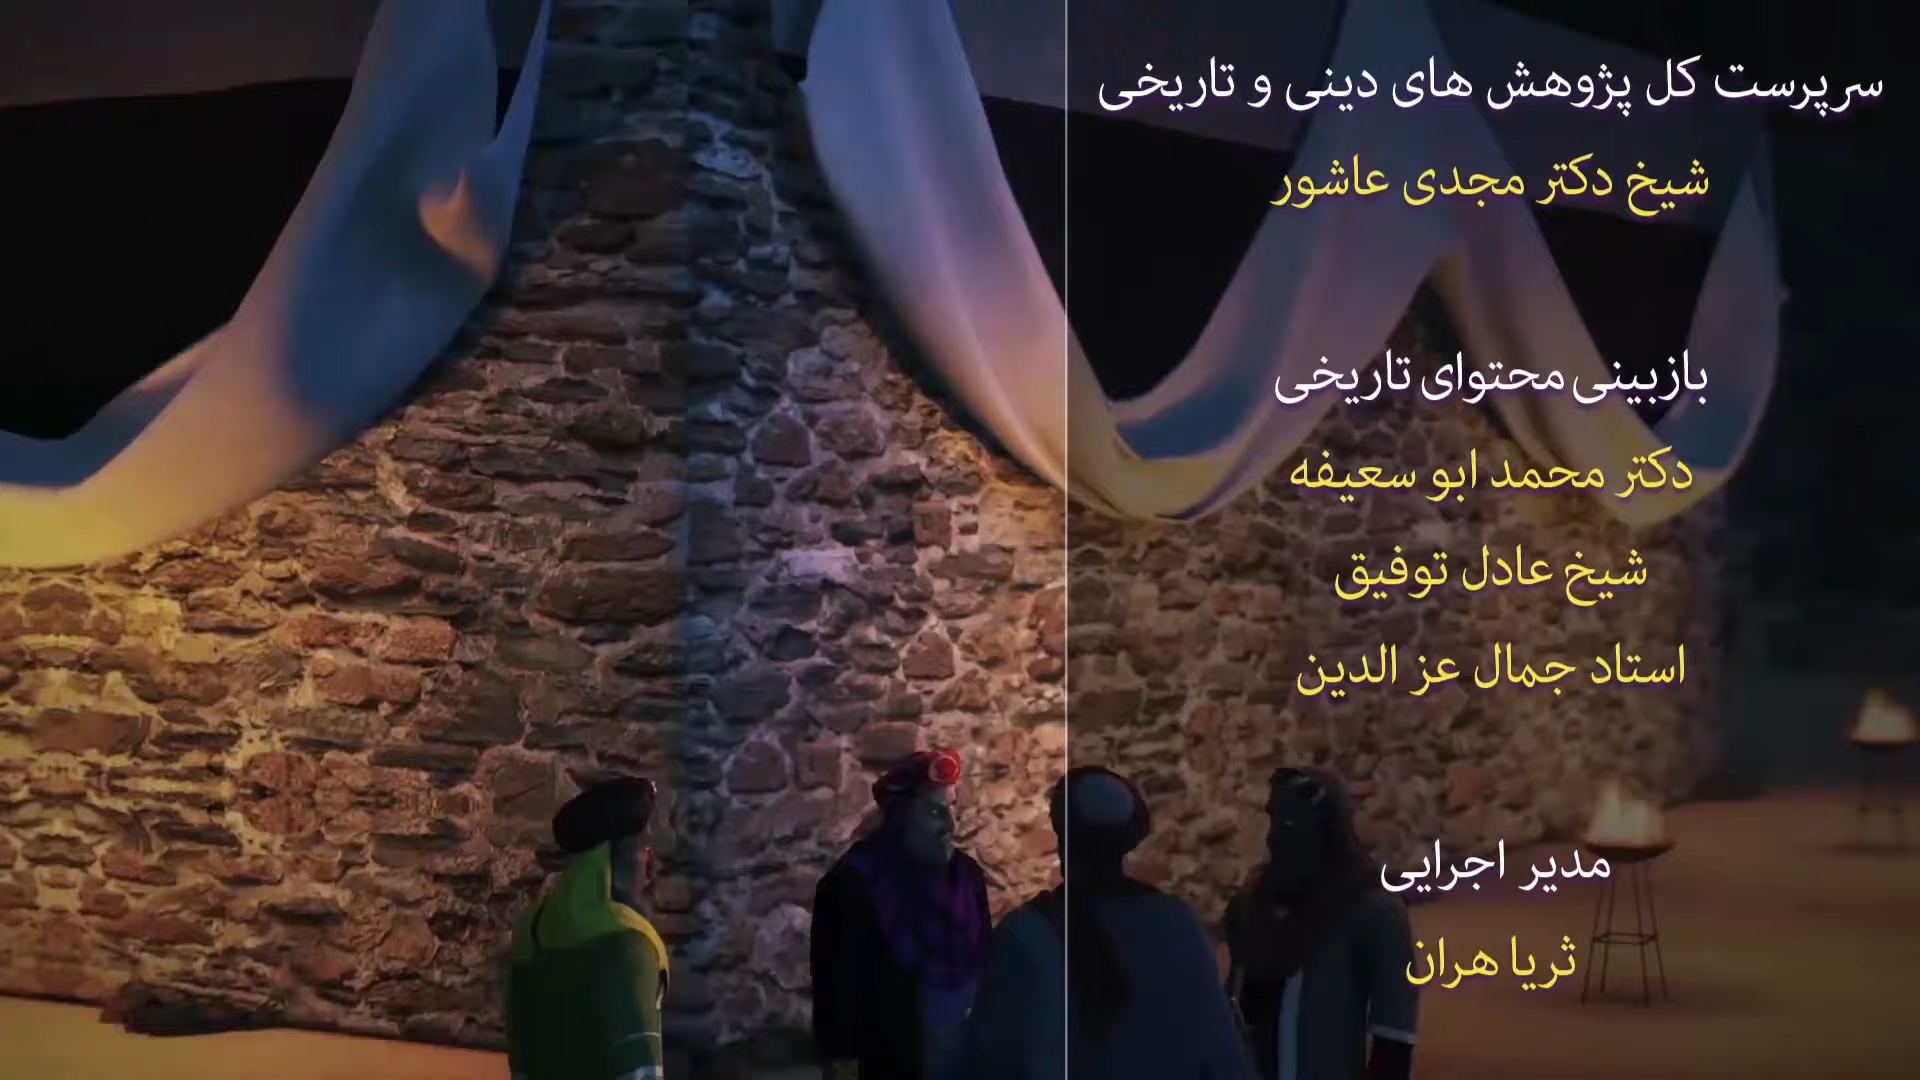 سرپرست کل پژوهش های دینی و تاریخی
شیخ دکتر مجدی عاشور
بازبینی محتوای تاریخی
دکتر محمد ابو سعیفه
شیخ عادل توفیق
استاد جمال عز الدین
مدیر اجرایی
ثریا هران